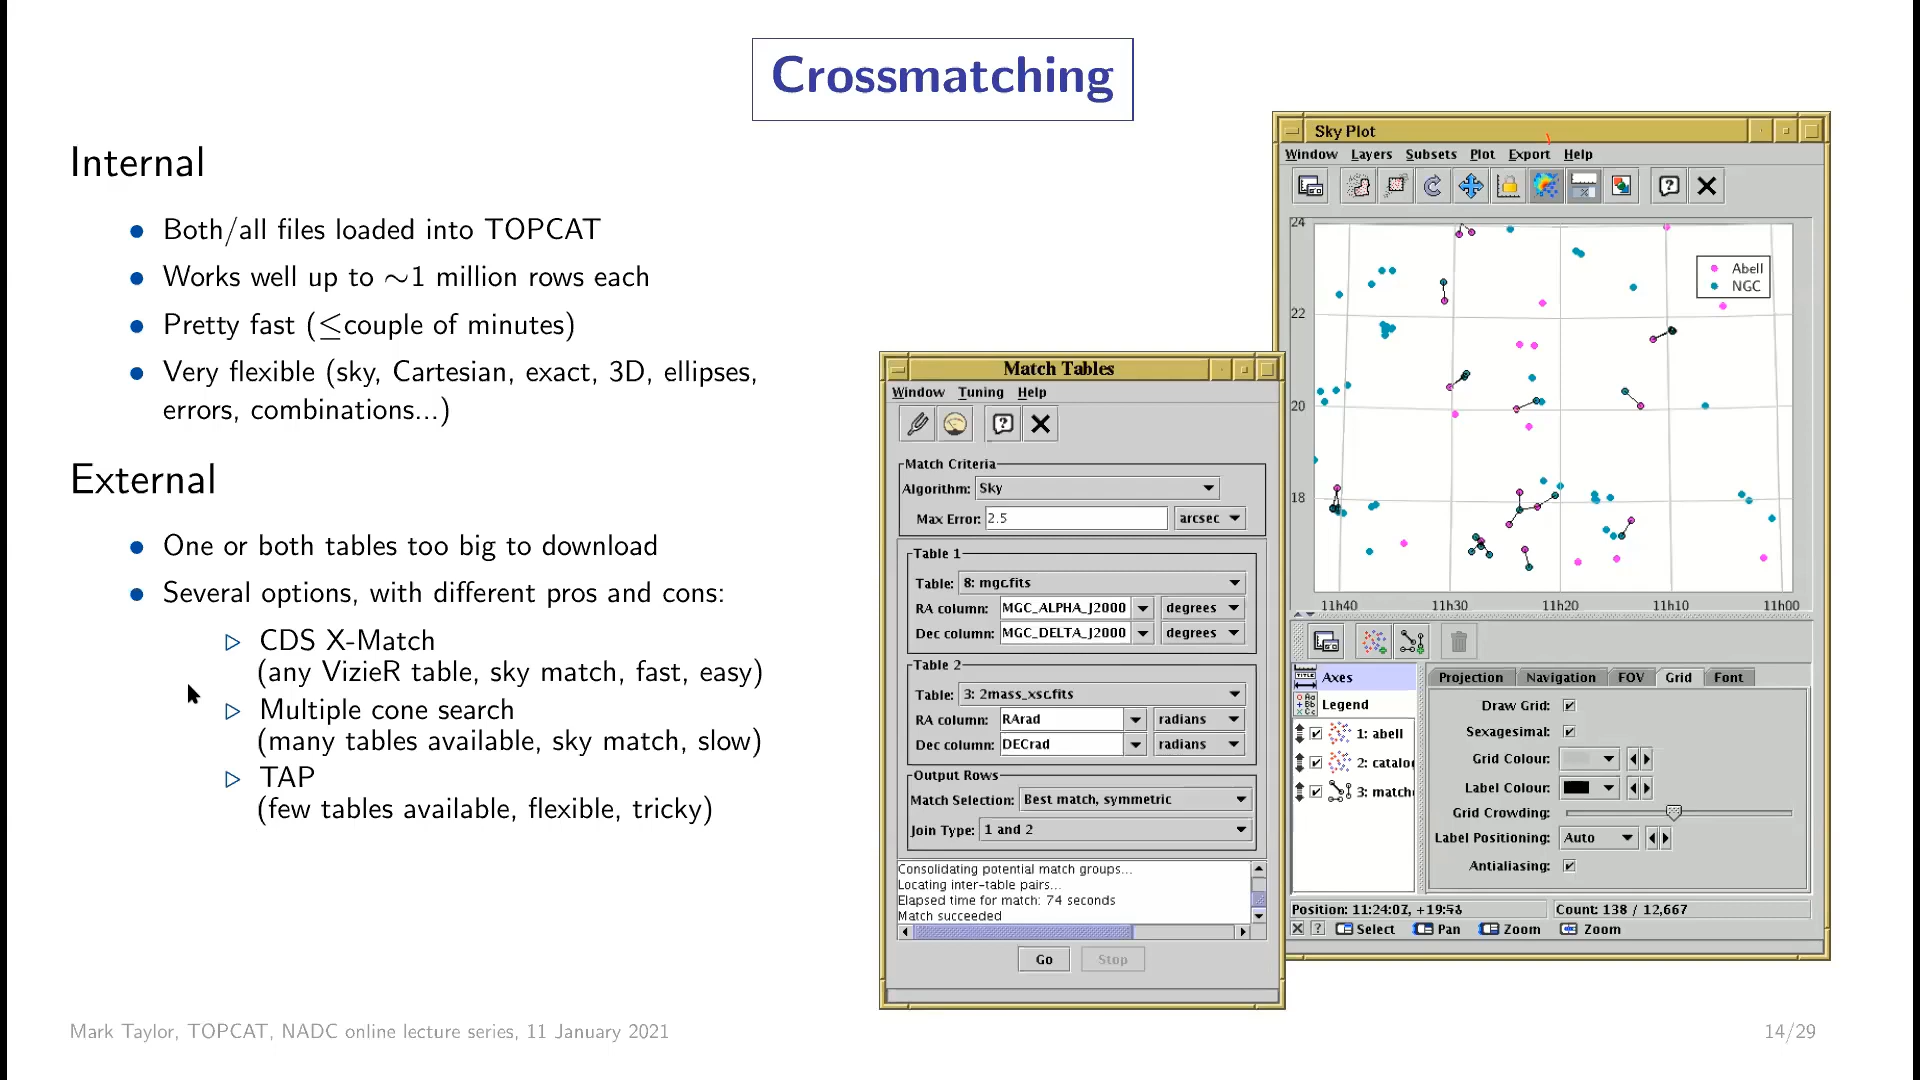 Crossmatching
Internal
Both/all files loaded into TOPCAT
Works well up to ∼1 million rows each
Pretty fast (≤couple of minutes)
Very flexible (sky, Cartesian, exact, 3D, ellipses,
errors, combinations...)
External
One or both tables too big to download
Several options, with different pros and cons:
CDS X-Match
(any VizieR table, sky match, fast, easy)
Multiple cone search
(many tables available, sky match, slow)
TAP
(few tables available, flexible, tricky)
Match Tables
Window Tuning Help
Match Criteria
Algorithm: Sky
Max Error: 2.5 arcsec
Table 1
Table: 8: mgc.fits
RA column: MGC_ALPHA_J2000 degrees
Dec column: MGC_DELTA_J2000 degrees
Table 2
Table: 3: 2mass_xsc.fits
RA column: RArad radians
Dec column: DECrad radians
Output Rows
Match Selection: Best match, symmetric
Join Type: 1 and 2
Consolidating potential match groups...
Locating inter-table pairs...
Elapsed time for match: 74 seconds
Match succeeded
Go Stop
Sky Plot
Window Layers Subsets Plot Export Help
24
Abell
NGC
22
20
18
11h40 11h30 11h20 11h10 11h00
Axes
Legend
1: abell
2: catalo
3: match
Projection Navigation FOV Grid Font
Draw Grid:
Sexagesimal:
Grid Colour:
Label Colour:
Grid Crowding:
Label Positioning: Auto
Antialiasing:
Position: 11:24:07, Count: 138 / 12,667
Select Pan Zoom Zoom
Mark Taylor, TOPCAT, NADC online lecture series, 11 January 2021
14/29